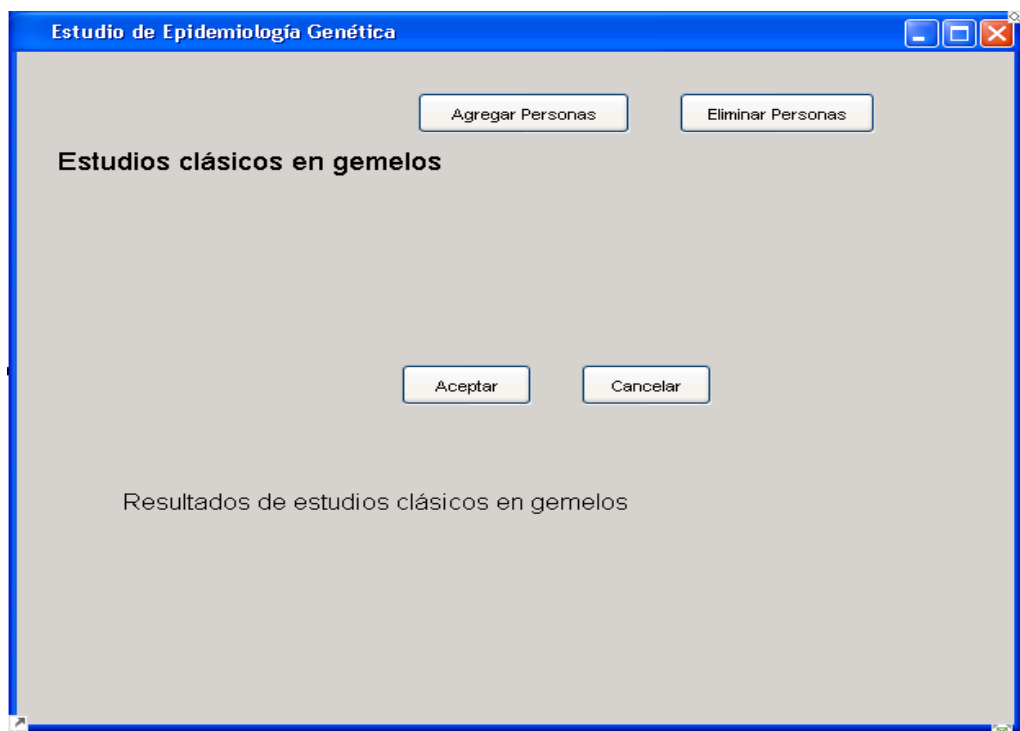 Estudio de Epidemiología Genética
Agregar Personas Eliminar Personas
Estudios clásicos en gemelos
Aceptar Cancelar
Resultados de estudios clásicos en gemelos